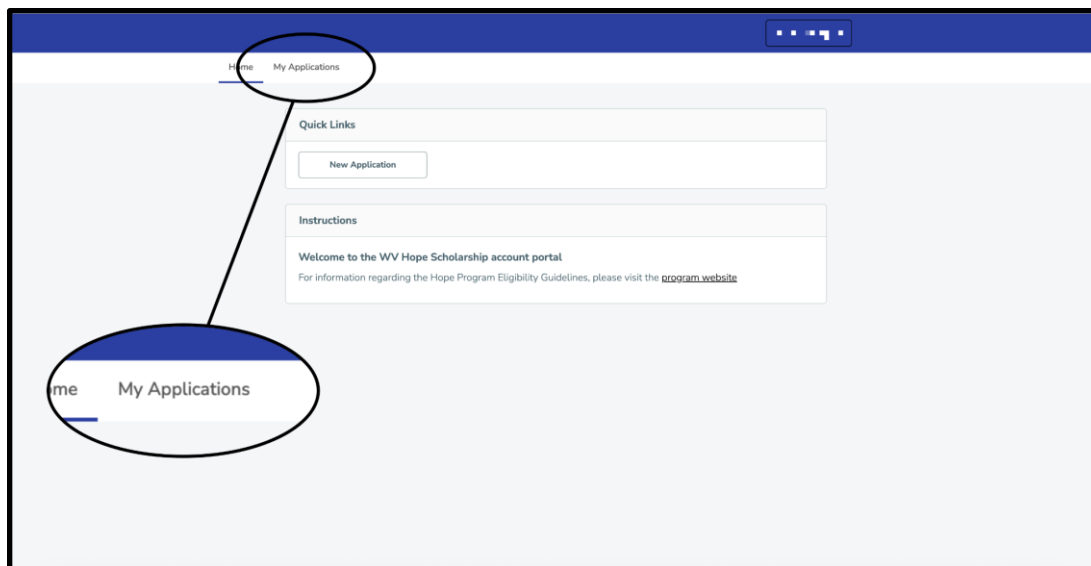 Home My Applications
Quick Links
New Application
Instructions
Welcome to the WV Hope Scholarship account portal
For information regarding the Hope Program Eligibility Guidelines, please visit the program website
ome My Applications